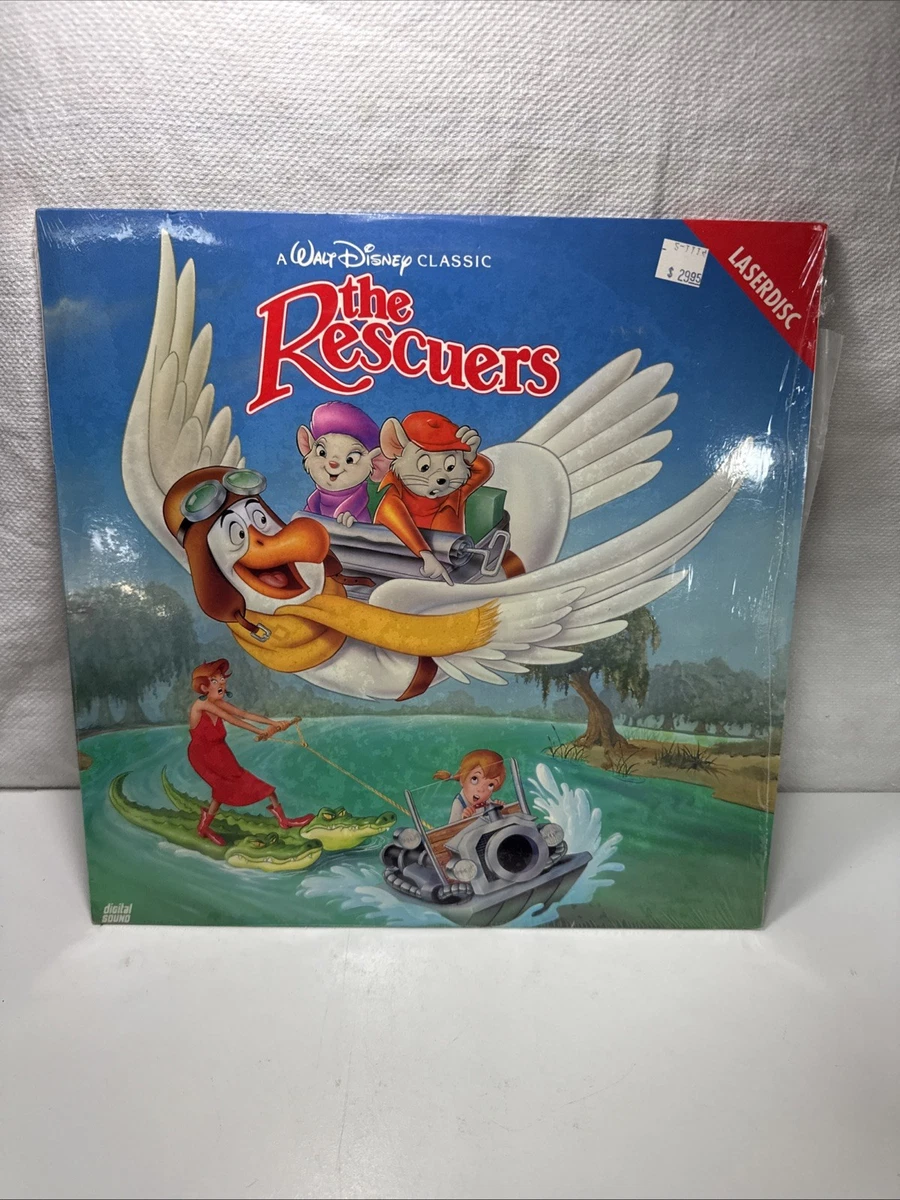 A WALT DISNEY CLASSIC
the
Rescuers
$ 29.95
LASERDISC
digital
SOUND